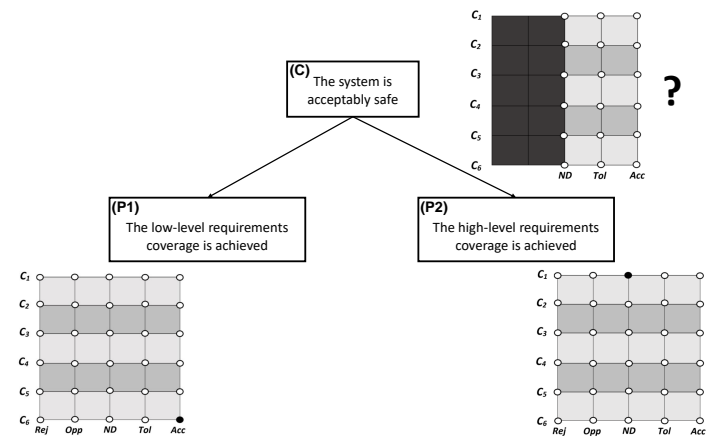 C1
C2
C3
C4
C5
C6
ND Tol Acc
?
(C)
The system is
acceptably safe
(P1)
The low-level requirements
coverage is achieved
(P2)
The high-level requirements
coverage is achieved
C1
C2
C3
C4
C5
C6
Rej Opp ND Tol Acc
C1
C2
C3
C4
C5
C6
Rej Opp ND Tol Acc